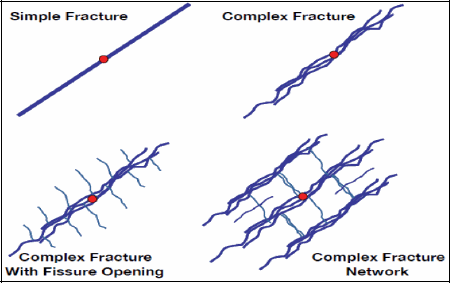 Simple Fracture
Complex Fracture
Complex Fracture
With Fissure Opening
Complex Fracture
Network